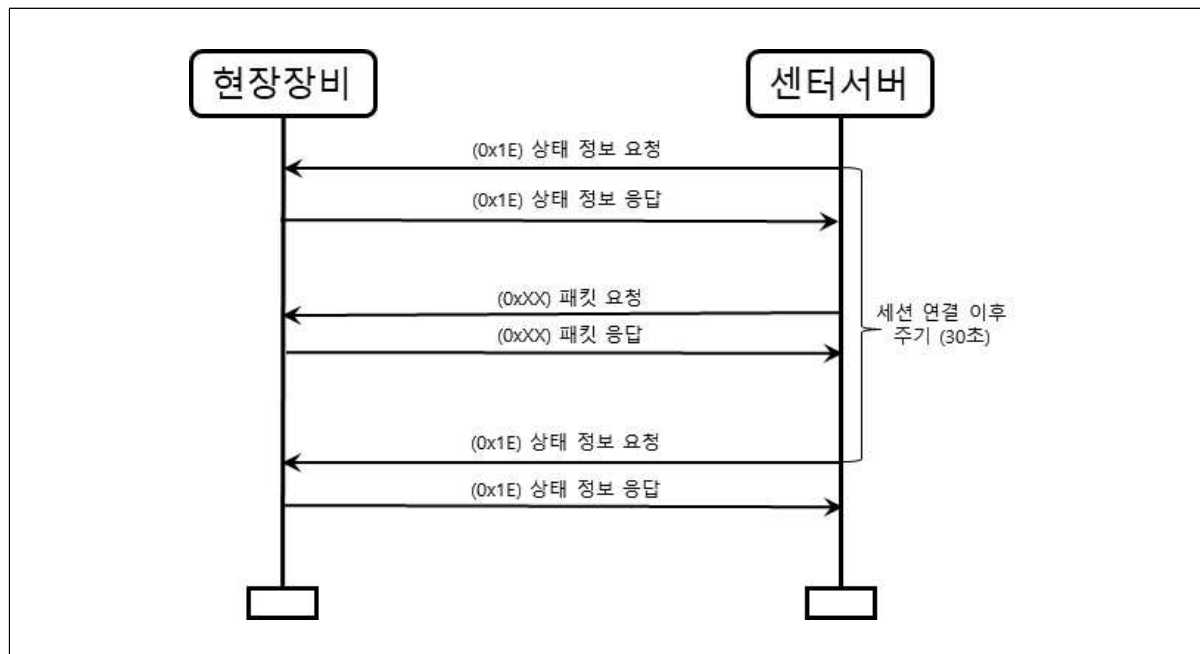 현장장비
센터서버
(0x1E) 상태 정보 요청
(0x1E) 상태 정보 응답
(0xXX) 패킷 요청
(0xXX) 패킷 응답
세션 연결 이후
주기 (30초)
(0x1E) 상태 정보 요청
(0x1E) 상태 정보 응답